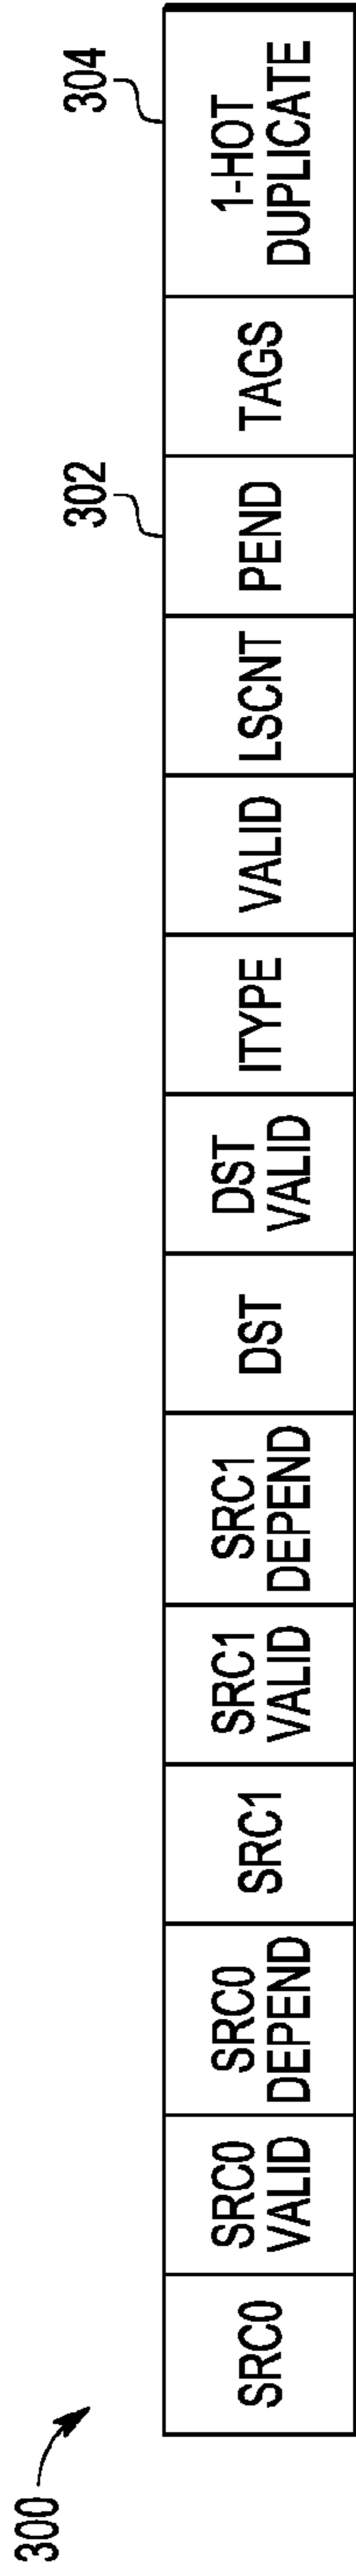 300
302
304
SRC0
SRC0
VALID
SRC0
DEPEND
SRC1
SRC1
VALID
SRC1
DEPEND
DST
DST
VALID
ITYPE
VALID
LSCNT
PEND
TAGS
1-HOT
DUPLICATE